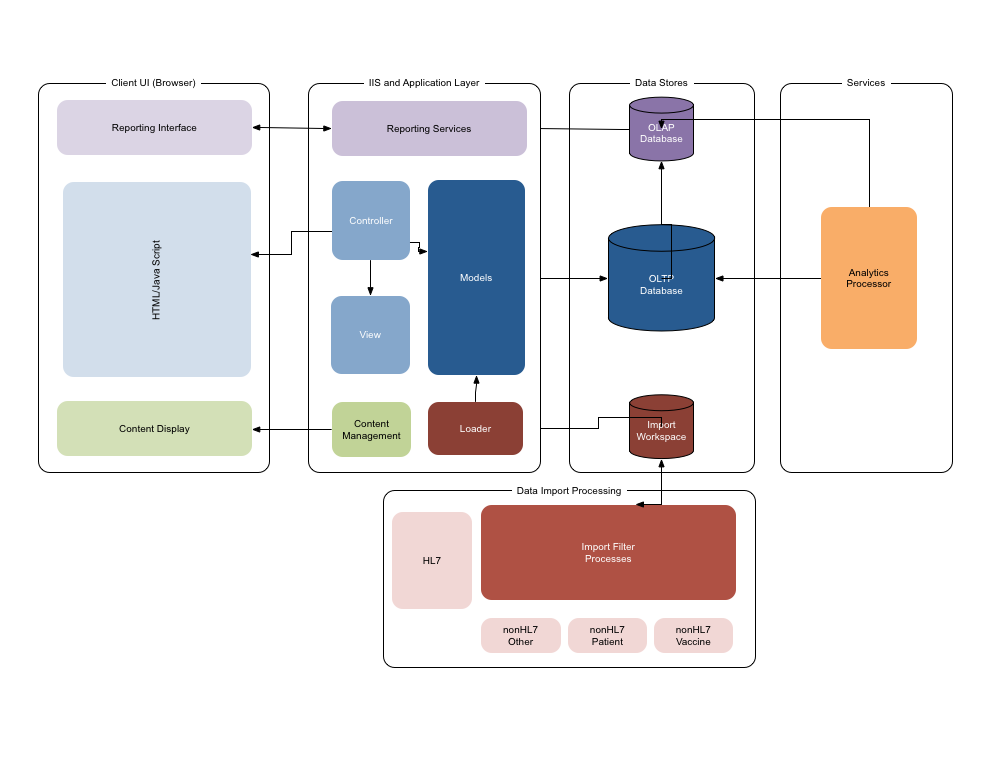 Client UI (Browser)
IIS and Application Layer
Data Stores
Services
Reporting Interface
Reporting Services
OLAP
Database
Controller
HTML/Java Script
Models
OLTP
Database
Analytics
Processor
View
Content Display
Content
Management
Loader
Import
Workspace
Data Import Processing
HL7
Import Filter
Processes
nonHL7
Other
nonHL7
Patient
nonHL7
Vaccine